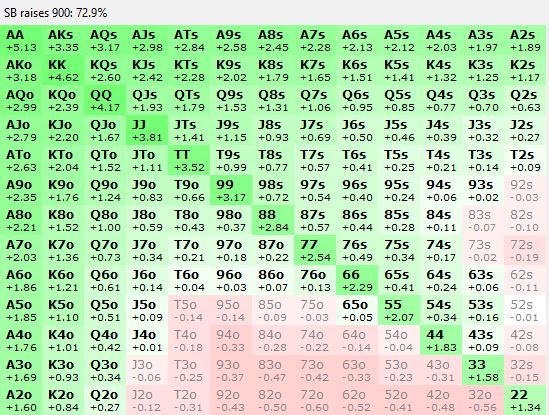 SB raises 900: 72.9%
AA AKs AQs AJs ATs A9s A8s A7s A6s A5s A4s A3s A2s
+5.13 +3.35 +3.17 +2.98 +2.84 +2.58 +2.45 +2.28 +2.13 +2.12 +2.03 +1.97 +1.89
AKo KK KQs KJs KTs K9s K8s K7s K6s K5s K4s K3s K2s
+3.18 +4.62 +2.60 +2.42 +2.28 +2.02 +1.79 +1.65 +1.51 +1.41 +1.32 +1.25 +1.17
AQo KQo QQ QJs QTs Q9s Q8s Q7s Q6s Q5s Q4s Q3s Q2s
+2.99 +2.39 +4.17 +1.93 +1.79 +1.53 +1.31 +1.06 +0.95 +0.85 +0.77 +0.70 +0.63
AJo KJo QJo JJ JTs J9s J8s J7s J6s J5s J4s J3s J2s
+2.79 +2.20 +1.67 +3.81 +1.41 +1.15 +0.93 +0.69 +0.50 +0.46 +0.39 +0.32 +0.27
ATo KTo QTo JTo TT T9s T8s T7s T6s T5s T4s T3s T2s
+2.63 +2.04 +1.52 +1.11 +3.52 +0.99 +0.77 +0.57 +0.41 +0.25 +0.21 +0.14 +0.09
A9o K9o Q9o J9o T9o 99 98s 97s 96s 95s 94s 93s 92s
+2.35 +1.76 +1.24 +0.83 +0.66 +3.17 +0.72 +0.54 +0.40 +0.24 +0.06 +0.02 -0.03
A8o K8o Q8o J8o T8o 98o 88 87s 86s 85s 84s 83s 82s
+2.21 +1.52 +1.00 +0.59 +0.43 +0.37 +2.84 +0.57 +0.44 +0.28 +0.11 -0.07 -0.10
A7o K7o Q7o J7o T7o 97o 87o 77 76s 75s 74s 73s 72s
+2.03 +1.36 +0.73 +0.34 +0.21 +0.18 +0.22 +2.54 +0.49 +0.34 +0.17 -0.02 -0.19
A6o K6o Q6o J6o T6o 96o 86o 76o 66 65s 64s 63s 62s
+1.86 +1.21 +0.61 +0.14 +0.04 +0.03 +0.07 +0.13 +2.29 +0.41 +0.24 +0.06 -0.11
A5o K5o Q5o J5o T5o 95o 85o 75o 65o 55 54s 53s 52s
+1.85 +1.10 +0.51 +0.09 -0.14 -0.14 -0.09 -0.03 +0.05 +2.07 +0.34 +0.16 -0.01
A4o K4o Q4o J4o T4o 94o 84o 74o 64o 54o 44 43s 42s
+1.76 +1.01 +0.42 +0.01 -0.18 -0.33 -0.28 -0.22 -0.14 -0.04 +1.83 +0.09 -0.08
A3o K3o Q3o J3o T3o 93o 83o 73o 63o 53o 43o 33 32s
+1.69 +0.93 +0.34 -0.06 -0.25 -0.37 -0.47 -0.42 -0.33 -0.23 -0.31 +1.58 -0.15
A2o K2o Q2o J2o T2o 92o 82o 72o 62o 52o 42o 32o 22
+1.60 +0.84 +0.27 -0.12 -0.31 -0.43 -0.50 -0.60 -0.52 -0.41 -0.48 -0.56 +1.34